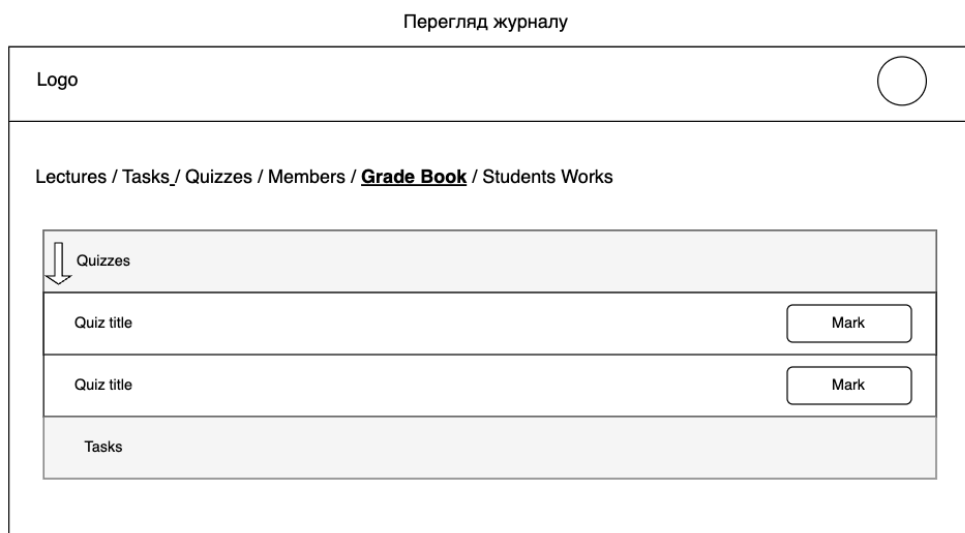 Перегляд журналу
Logo
Lectures / Tasks / Quizzes / Members / Grade Book / Students Works
Quizzes
Quiz title Mark
Quiz title Mark
Tasks